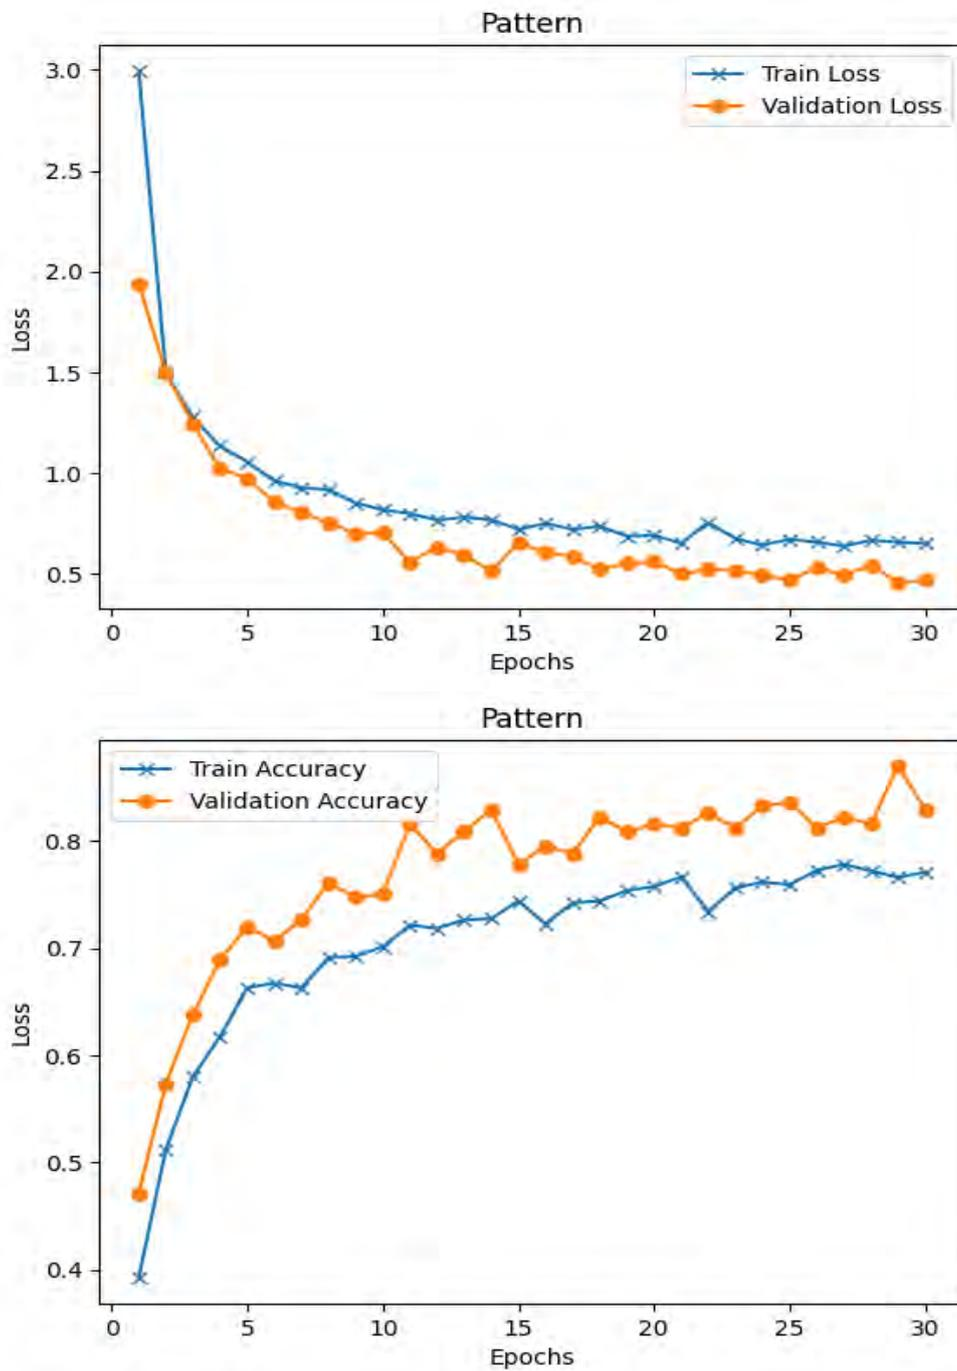 Pattern
3.0
2.5
2.0
1.5
1.0
0.5
Loss
Train Loss
Validation Loss
0 5 10 15 20 25 30
Epochs
Pattern
0.8
0.7
0.6
0.5
0.4
Loss
Train Accuracy
Validation Accuracy
0 5 10 15 20 25 30
Epochs